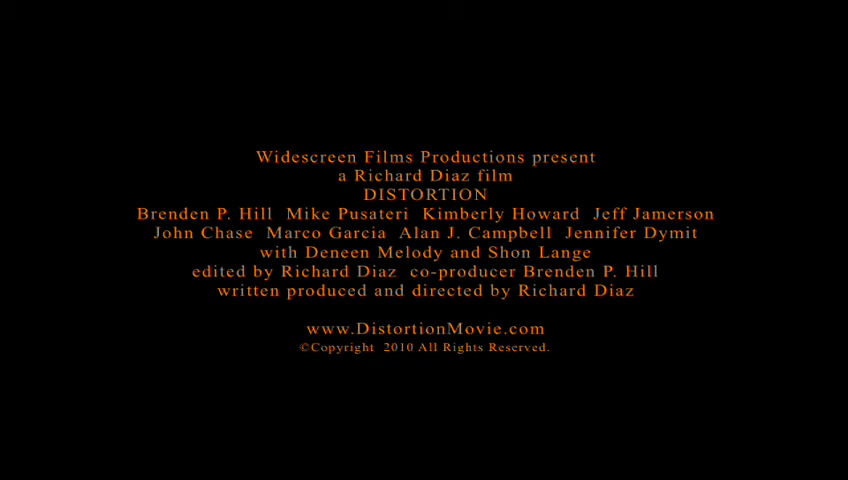 Widescreen Films Productions present
a Richard Diaz film
DISTORTION
Brenden P. Hill Mike Pusateri Kimberly Howard Jeff Jamerson
John Chase Marco Garcia Alan J. Campbell Jennifer Dymit
with Deneen Melody and Shon Lange
edited by Richard Diaz co-producer Brenden P. Hill
written produced and directed by Richard Diaz
www.DistortionMovie.com
©Copyright 2010 All Rights Reserved.